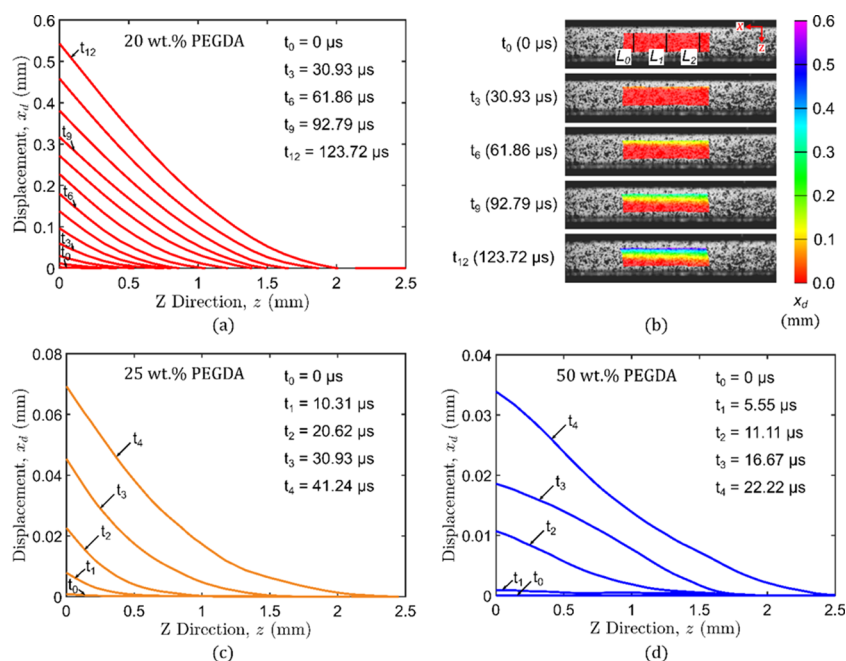 0.6
0.5
0.4
0.3
0.2
0.1
0
Displacement, x_d (mm)
20 wt.% PEGDA
t0 = 0 µs
t3 = 30.93 µs
t6 = 61.86 µs
t9 = 92.79 µs
t12 = 123.72 µs
t12
t9
t6
t3
t0
0 0.5 1.0 1.5 2.0 2.5
Z Direction, z (mm)
(a)
t0 (0 µs)
L0 L1 L2
X
Z
t3 (30.93 µs)
t6 (61.86 µs)
t9 (92.79 µs)
t12 (123.72 µs)
0.6
0.5
0.4
0.3
0.2
0.1
0.0
x_d
(mm)
(b)
0.08
0.06
0.04
0.02
0
Displacement, x_d (mm)
25 wt.% PEGDA
t0 = 0 µs
t1 = 10.31 µs
t2 = 20.62 µs
t3 = 30.93 µs
t4 = 41.24 µs
t4
t3
t2
t1
t0
0 0.5 1.0 1.5 2.0 2.5
Z Direction, z (mm)
(c)
0.04
0.03
0.02
0.01
0
Displacement, x_d (mm)
50 wt.% PEGDA
t0 = 0 µs
t1 = 5.55 µs
t2 = 11.11 µs
t3 = 16.67 µs
t4 = 22.22 µs
t4
t3
t2
t1 t0
0 0.5 1 1.5 2 2.5
Z Direction, z (mm)
(d)